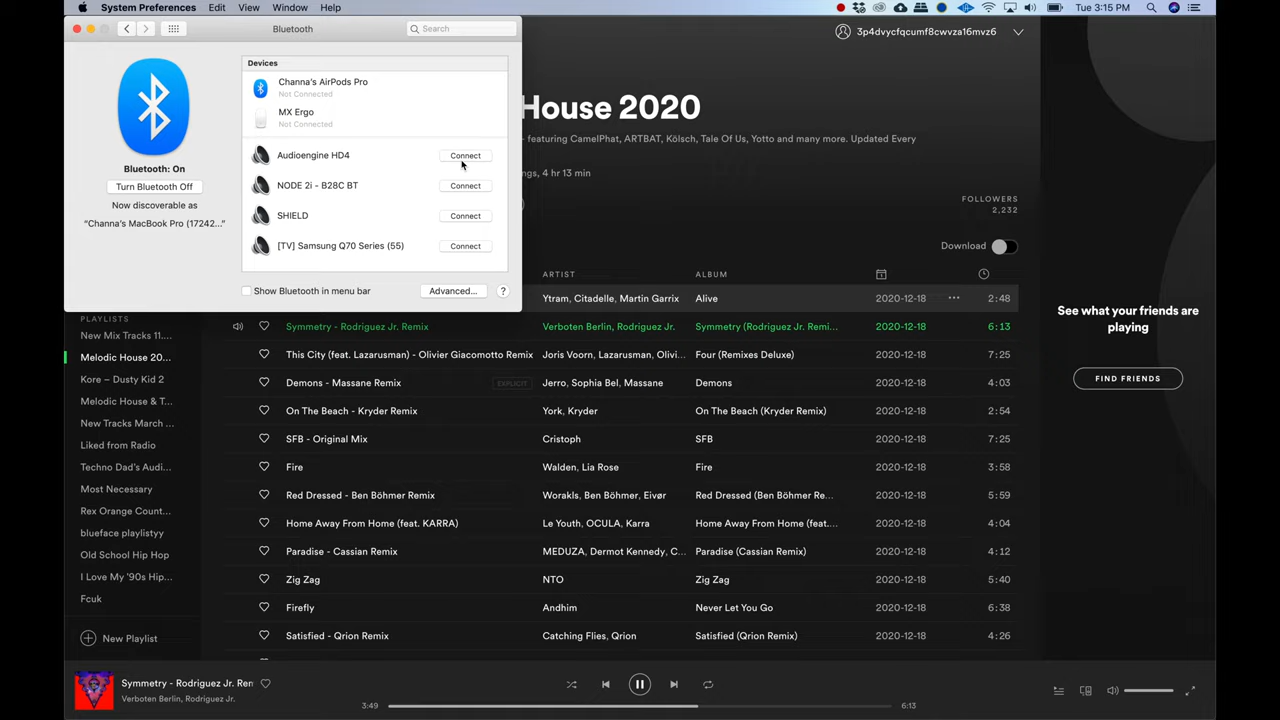 System Preferences Edit View Window Help Tue 3:15 PM
Bluetooth
Search
3p4dvycfqcumf8cwvza16mvz6
Devices
Channa's AirPods Pro
Not Connected
MX Ergo
Not Connected
Audioengine HD4 Connect
NODE 2i - B28C BT Connect
SHIELD Connect
[TV] Samsung Q70 Series (55) Connect
Bluetooth: On
Turn Bluetooth Off
Now discoverable as
"Channa's MacBook Pro (17242..."
Show Bluetooth in menu bar Advanced... ?
House 2020
- featuring CamelPhat, ARTBAT, Kölsch, Tale Of Us, Yotto and many more. Updated Every
ngs, 4 hr 13 min
FOLLOWERS
2,232
Download
ARTIST ALBUM
Ytram, Citadelle, Martin Garrix Alive 2020-12-18 ... 2:48
Symmetry - Rodriguez Jr. Remix Verboten Berlin, Rodriguez Jr. Symmetry (Rodriguez Jr. Remi... 2020-12-18 6:13
This City (feat. Lazarusman) - Olivier Giacomotto Remix Joris Voorn, Lazarusman, Olivi... Four (Remixes Deluxe) 2020-12-18 7:25
Demons - Massane Remix EXPLICIT Jerro, Sophia Bel, Massane Demons 2020-12-18 4:03
On The Beach - Kryder Remix York, Kryder On The Beach (Kryder Remix) 2020-12-18 2:54
SFB - Original Mix Cristoph SFB 2020-12-18 7:25
Fire Walden, Lia Rose Fire 2020-12-18 3:58
Red Dressed - Ben Böhmer Remix Worakls, Ben Böhmer, Eivør Red Dressed (Ben Böhmer Re... 2020-12-18 5:59
Home Away From Home (feat. KARRA) Le Youth, OCULA, Karra Home Away From Home (feat.... 2020-12-18 4:04
Paradise - Cassian Remix MEDUZA, Dermot Kennedy, C... Paradise (Cassian Remix) 2020-12-18 4:12
Zig Zag NTO Zig Zag 2020-12-18 5:40
Firefly Andhim Never Let You Go 2020-12-18 6:38
Satisfied - Qrion Remix Catching Flies, Qrion Satisfied (Qrion Remix) 2020-12-18 4:26
PLAYLISTS
New Mix Tracks 11...
Melodic House 20...
Kore – Dusty Kid 2
Melodic House & T...
New Tracks March ...
Liked from Radio
Techno Dad's Audi...
Most Necessary
Rex Orange Count...
blueface playlistyy
Old School Hip Hop
I Love My '90s Hip...
Fcuk
New Playlist
See what your friends are
playing
FIND FRIENDS
Symmetry - Rodriguez Jr. Ren
Verboten Berlin, Rodriguez Jr.
3:49 6:13